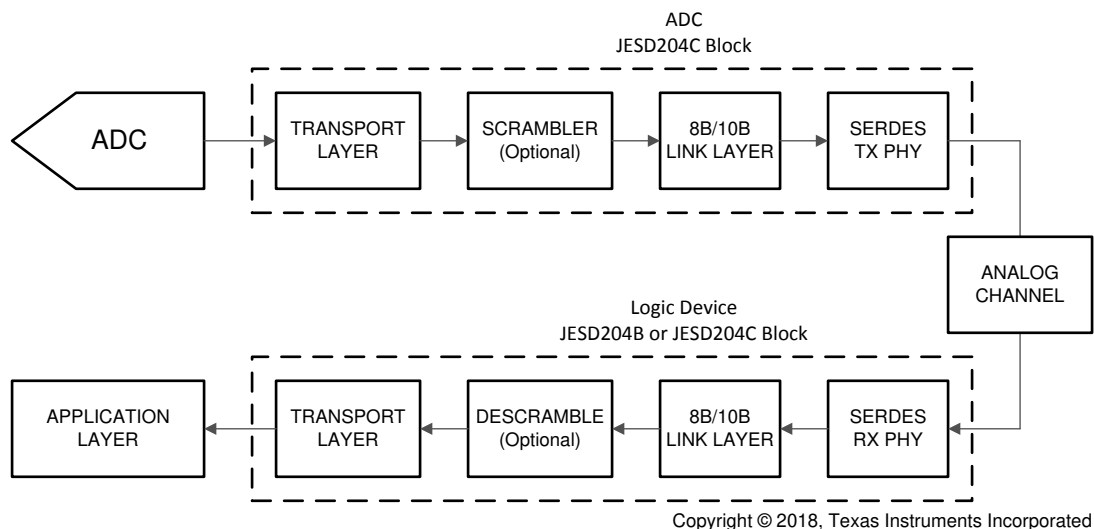 ADC
JESD204C Block
ADC
TRANSPORT
LAYER
SCRAMBLER
(Optional)
8B/10B
LINK LAYER
SERDES
TX PHY
ANALOG
CHANNEL
Logic Device
JESD204B or JESD204C Block
APPLICATION
LAYER
TRANSPORT
LAYER
DESCRAMBLE
(Optional)
8B/10B
LINK LAYER
SERDES
RX PHY
Copyright © 2018, Texas Instruments Incorporated